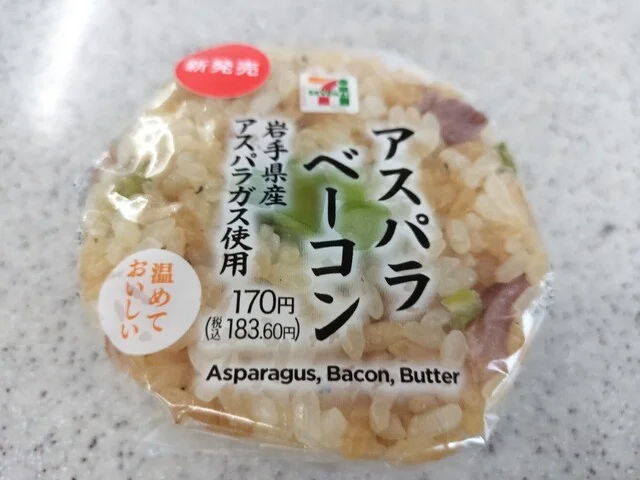 新発売
アスパラ
ベーコン
岩手県産
アスパラガス使用
170円
(税込183.60円)
温めて
おいしい
Asparagus, Bacon, Butter